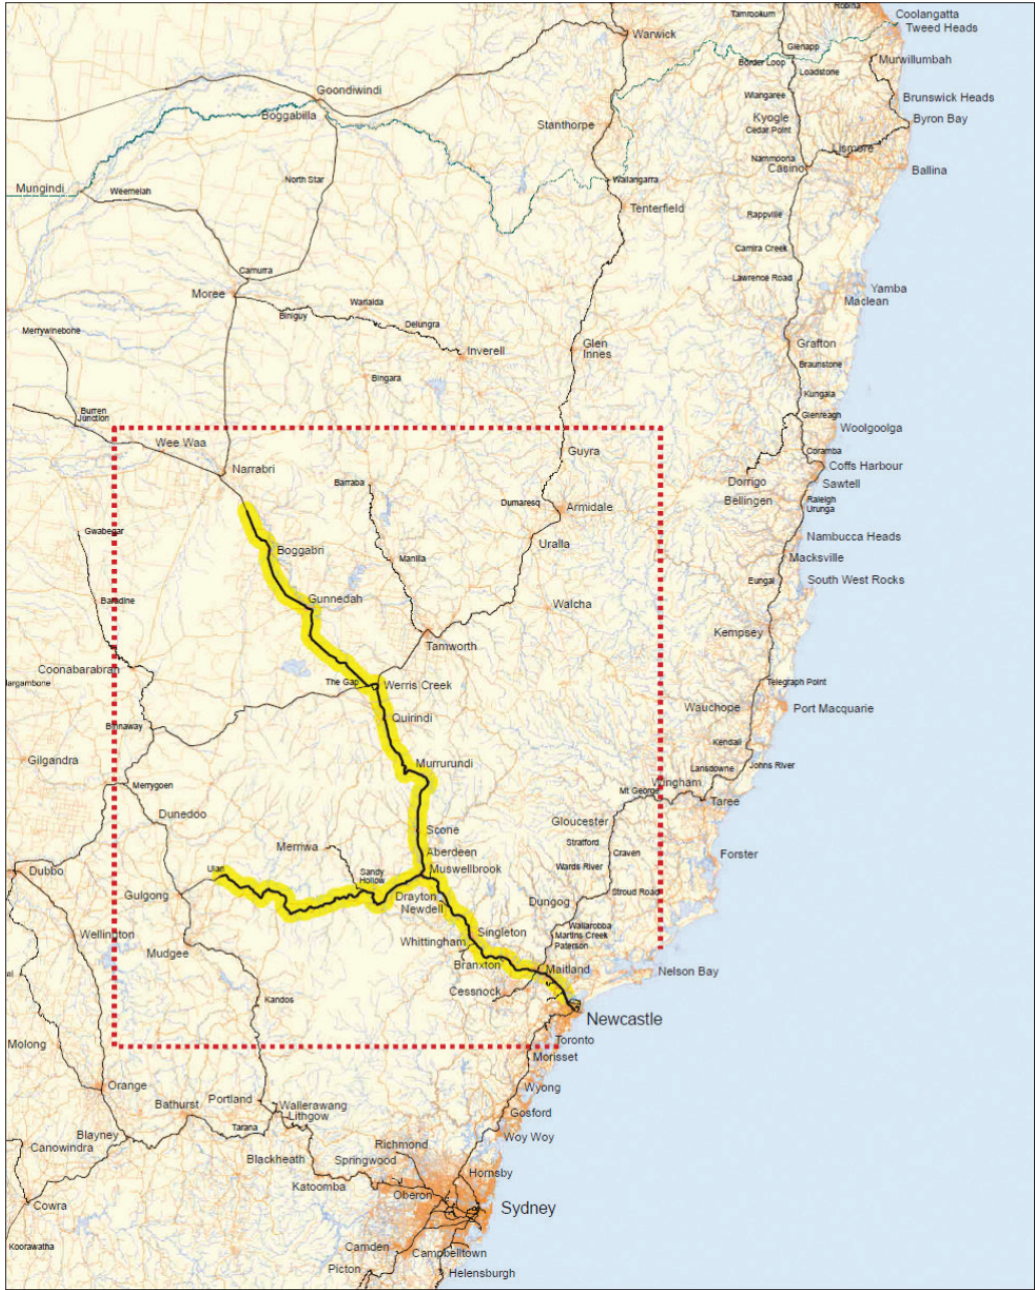 Tamrookum
Robina
Coolangatta
Tweed Heads
Warwick
Glenapp
Border Loop
Loadstone
Murwillumbah
Goondiwindi
Wiangaree
Brunswick Heads
Boggabilla
Kyogle
Cedar Point
Byron Bay
Stanthorpe
Lismore
Nammoona
Casino
Ballina
Mungindi
Weemelah
North Star
Wallangarra
Tenterfield
Rappville
Camira Creek
Camurra
Lawrence Road
Moree
Yamba
Maclean
Warialda
Biniguy
Delungra
Merrywinebone
Inverell
Glen
Innes
Grafton
Braunstone
Bingara
Kungala
Burren
Junction
Glenreagh
Woolgoolga
Wee Waa
Guyra
Coramba
Narrabri
Coffs Harbour
Barraba
Dorrigo
Sawtell
Dumaresq
Armidale
Bellingen
Raleigh
Urunga
Gwabegar
Uralla
Nambucca Heads
Boggabri
Manilla
Macksville
Eungai
South West Rocks
Baradine
Gunnedah
Walcha
Kempsey
Tamworth
Coonabarabran
The Gap
Werris Creek
Telegraph Point
Wauchope
Port Macquarie
Quirindi
Binnaway
Kendall
Gilgandra
Murrurundi
Lansdowne
Johns River
Merrygoen
Wingham
Mt George
Taree
Dunedoo
Gloucester
Scone
Stratford
Merriwa
Aberdeen
Craven
Forster
Dubbo
Ulan
Sandy
Hollow
Muswellbrook
Wards River
Gulgong
Drayton
Newdell
Stroud Road
Dungog
Wellington
Singleton
Wallarobba
Martins Creek
Paterson
Whittingham
Mudgee
Branxton
Maitland
Nelson Bay
Cessnock
Kandos
Newcastle
Molong
Toronto
Morisset
Orange
Wyong
Bathurst
Portland
Wallerawang
Lithgow
Gosford
Blayney
Tarana
Woy Woy
Canowindra
Richmond
Blackheath
Springwood
Hornsby
Katoomba
Oberon
Cowra
Sydney
Koorawatha
Camden
Campbelltown
Picton
Helensburgh